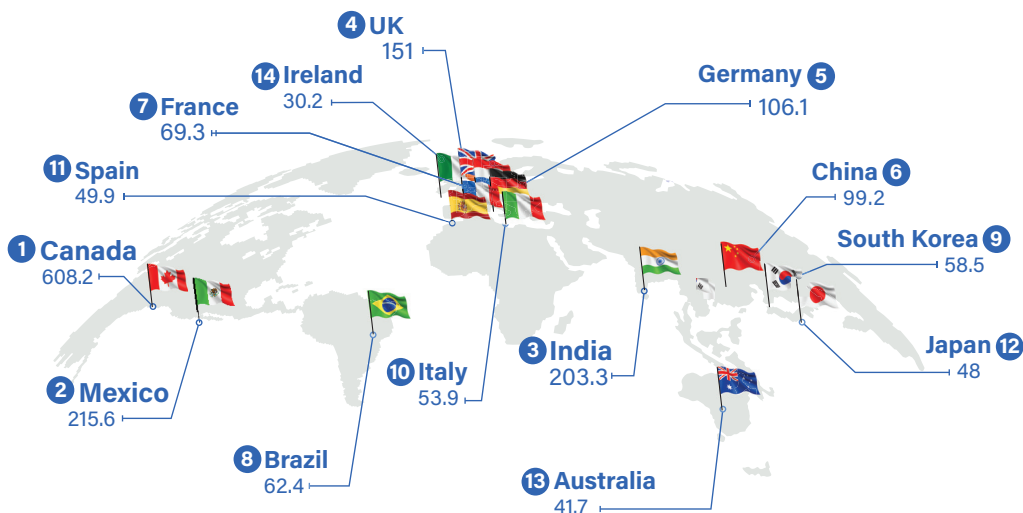 4 UK
151
14 Ireland
30.2
Germany 5
106.1
7 France
69.3
11 Spain
49.9
China 6
99.2
South Korea 9
58.5
1 Canada
608.2
Japan 12
48
3 India
203.3
10 Italy
53.9
2 Mexico
215.6
8 Brazil
62.4
13 Australia
41.7